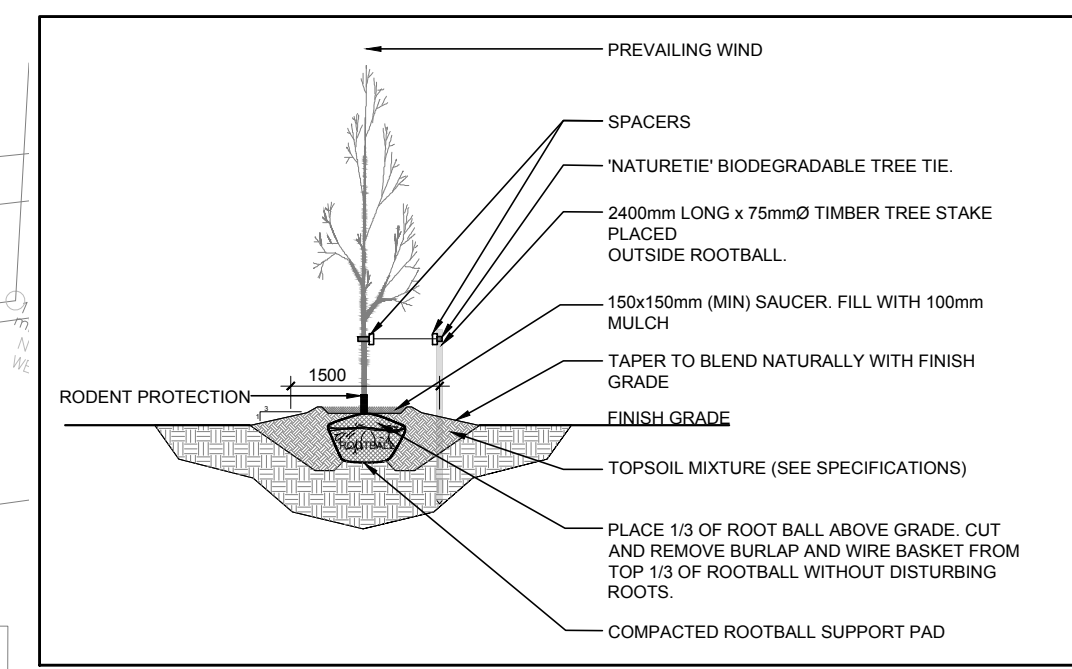 PREVAILING WIND
SPACERS
'NATURETIE' BIODEGRADABLE TREE TIE.
2400mm LONG x 75mmØ TIMBER TREE STAKE
PLACED
OUTSIDE ROOTBALL.
150x150mm (MIN) SAUCER. FILL WITH 100mm
MULCH
TAPER TO BLEND NATURALLY WITH FINISH
GRADE
1500
RODENT PROTECTION
3
1
FINISH GRADE
ROOTBALL
TOPSOIL MIXTURE (SEE SPECIFICATIONS)
PLACE 1/3 OF ROOT BALL ABOVE GRADE. CUT
AND REMOVE BURLAP AND WIRE BASKET FROM
TOP 1/3 OF ROOTBALL WITHOUT DISTURBING
ROOTS.
COMPACTED ROOTBALL SUPPORT PAD